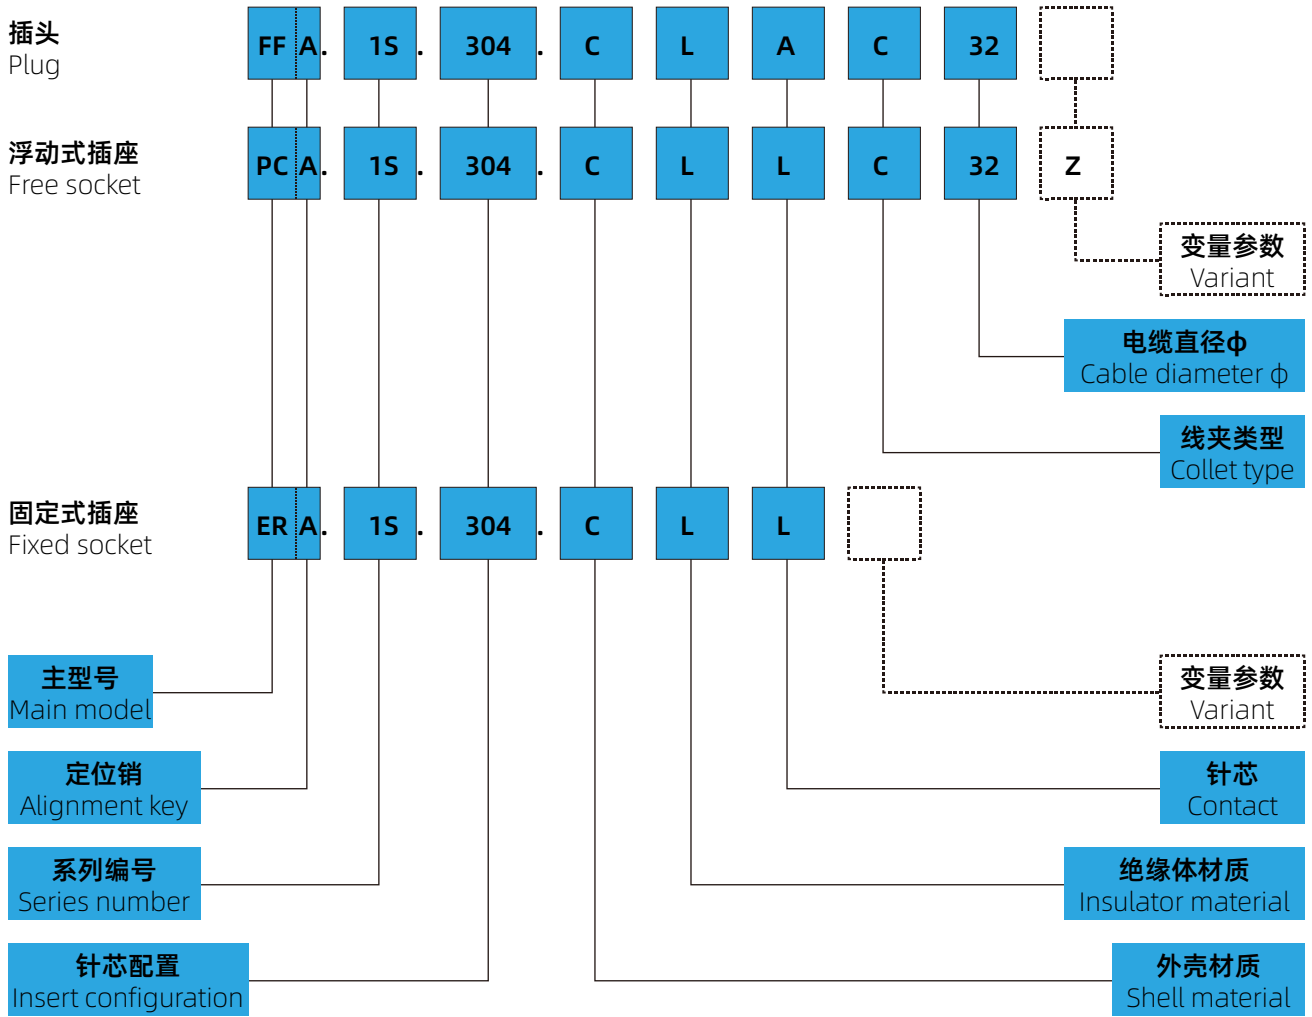 插头
Plug
FF A. 1S. 304. C L A C 32
浮动式插座
Free socket
PC A. 1S. 304. C L L C 32 Z
变量参数
Variant
电缆直径φ
Cable diameter φ
线夹类型
Collet type
固定式插座
Fixed socket
ER A. 1S. 304. C L L
主型号
Main model
变量参数
Variant
定位销
Alignment key
针芯
Contact
系列编号
Series number
绝缘体材质
Insulator material
针芯配置
Insert configuration
外壳材质
Shell material